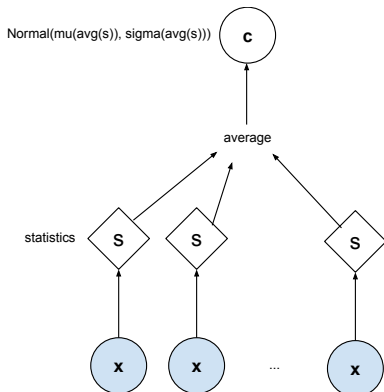 Normal(mu(avg(s)), sigma(avg(s))) c
average
statistics s s s
x x ... x